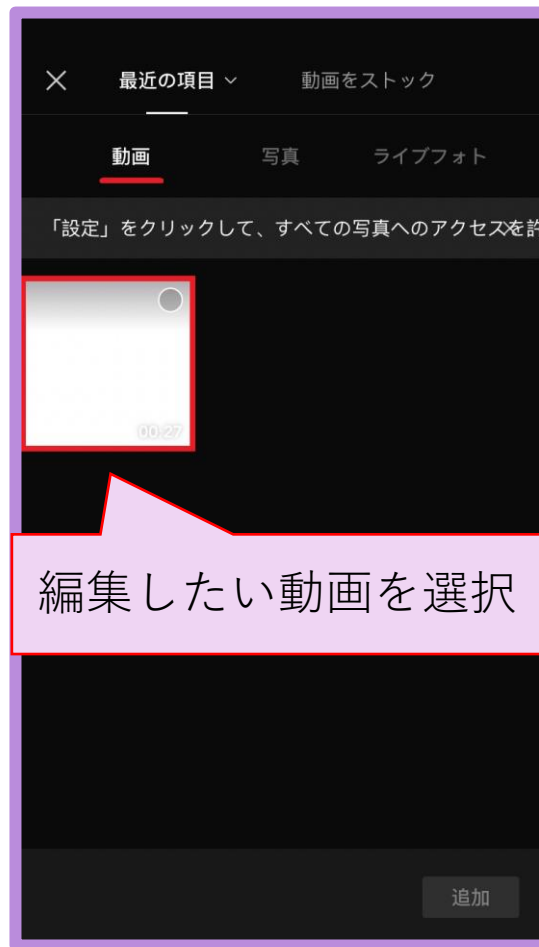 最近の項目 動画をストック
動画 写真 ライブフォト
「設定」をクリックして、すべての写真へのアクセスを許
00:27
編集したい動画を選択
追加